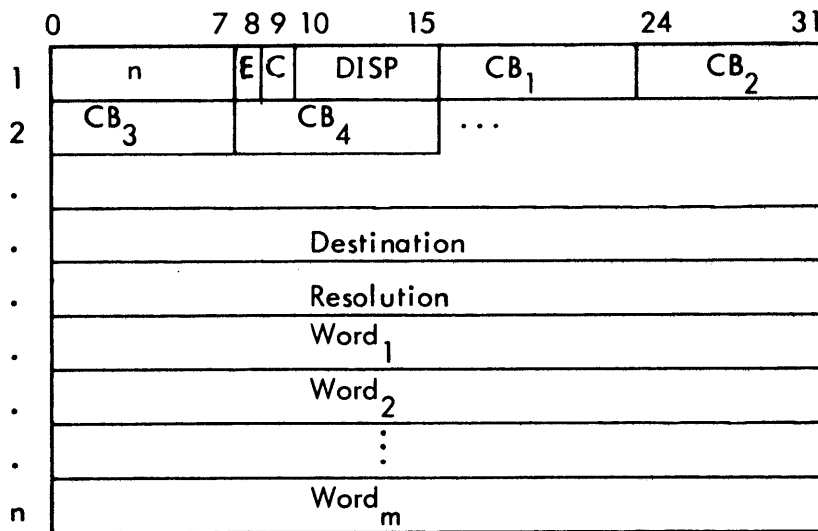 0 7 8 9 10 15 24 31
1 n E C DISP CB₁ CB₂
2 CB₃ CB₄ ...
.
. Destination
. Resolution
. Word₁
. Word₂
. ⋮
n Wordₘ